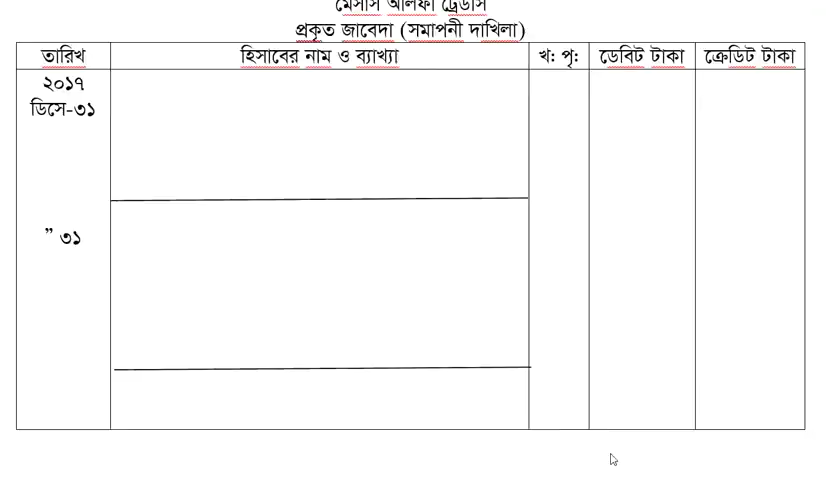 মেসার্স আলফা ট্রেডার্স
প্রকৃত জাবেদা (সমাপনী দাখিলা)
তারিখ হিসাবের নাম ও ব্যাখ্যা খ: পৃ: ডেবিট টাকা ক্রেডিট টাকা
২০১৭
ডিসে-৩১
” ৩১